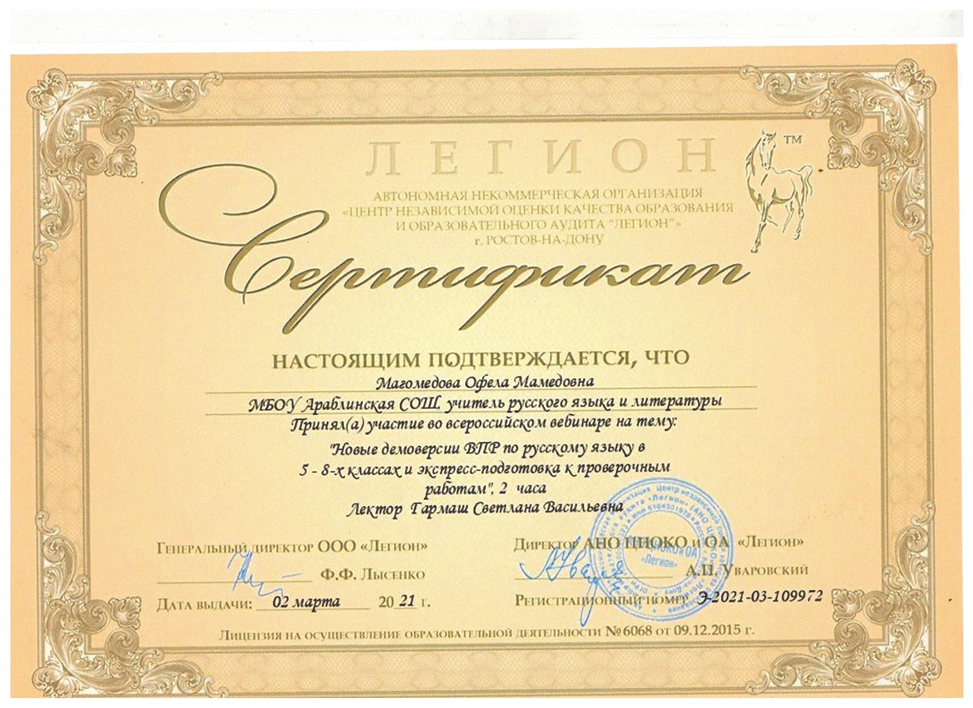 ЛЕГИОН
TM
АВТОНОМНАЯ НЕКОММЕРЧЕСКАЯ ОРГАНИЗАЦИЯ
«ЦЕНТР НЕЗАВИСИМОЙ ОЦЕНКИ КАЧЕСТВА ОБРАЗОВАНИЯ
И ОБРАЗОВАТЕЛЬНОГО АУДИТА "ЛЕГИОН"»
г. РОСТОВ-НА-ДОНУ
Сертификат
НАСТОЯЩИМ ПОДТВЕРЖДАЕТСЯ, ЧТО
Магомедова Офела Мамедовна
МБОУ Араблинская СОШ, учитель русского языка и литературы
Принял(а) участие во всероссийском вебинаре на тему:
"Новые демоверсии ВПР по русскому языку в
5 - 8-х классах и экспресс-подготовка к проверочным
работам", 2 часа
Лектор Гармаш Светлана Васильевна
ГЕНЕРАЛЬНЫЙ ДИРЕКТОР ООО «ЛЕГИОН»
Ф.Ф. ЛЫСЕНКО
ДИРЕКТОР АНО ЦНОКО И ОА «ЛЕГИОН»
А.П. УВАРОВСКИЙ
ДАТА ВЫДАЧИ: 02 марта 20 21 г.
РЕГИСТРАЦИОННЫЙ НОМЕР Э-2021-03-109972
ЛИЦЕНЗИЯ НА ОСУЩЕСТВЛЕНИЕ ОБРАЗОВАТЕЛЬНОЙ ДЕЯТЕЛЬНОСТИ №6068 ОТ 09.12.2015 г.